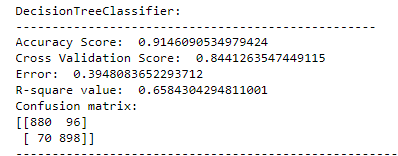 DecisionTreeClassifier:
--------------------------------------------------
Accuracy Score:  0.9146090534979424
Cross Validation Score:  0.8441263547449115
Error:  0.3948083652293712
R-square value:  0.6584304294811001
Confusion matrix:
[[880  96]
 [ 70 898]]
-----------------------------------------------------